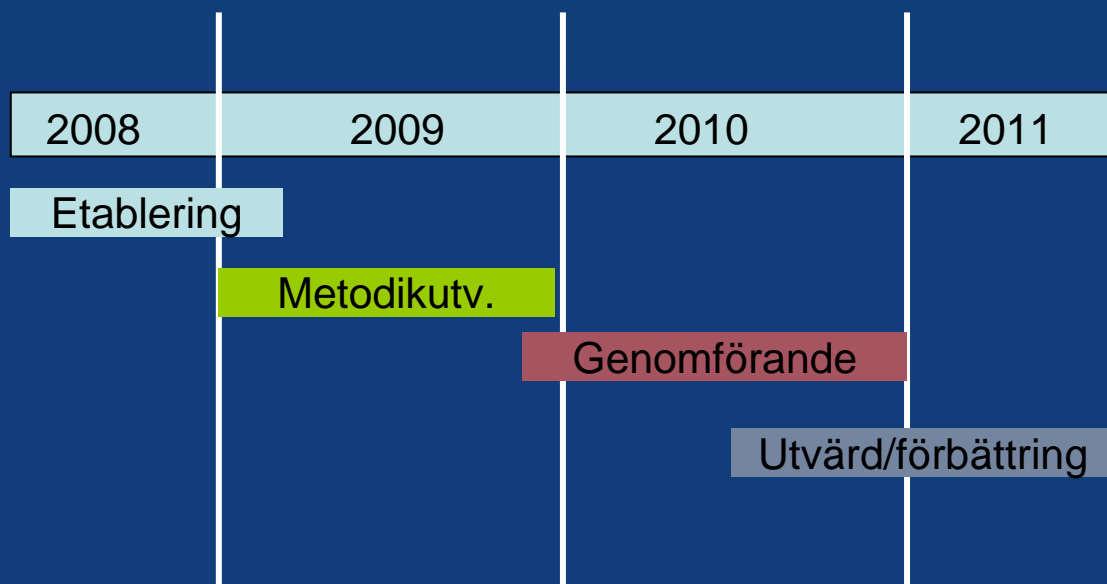 2008 2009 2010 2011
Etablering
Metodikutv.
Genomförande
Utvärd/förbättring